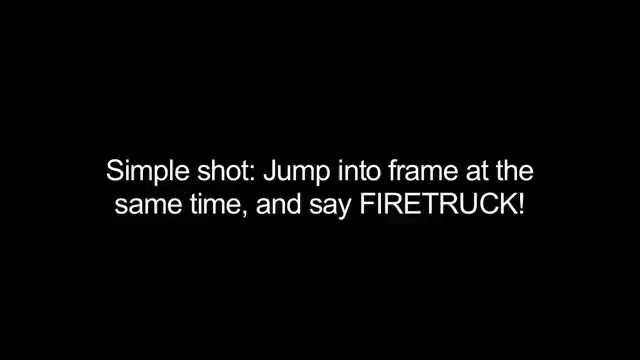 Simple shot: Jump into frame at the
same time, and say FIRETRUCK!